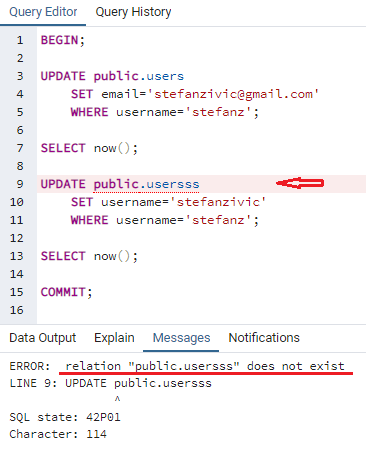 Query Editor Query History
1 BEGIN;
2
3 UPDATE public.users
4 SET email='stefanzivic@gmail.com'
5 WHERE username='stefanz';
6
7 SELECT now();
8
9 UPDATE public.usersss
10 SET username='stefanzivic'
11 WHERE username='stefanz';
12
13 SELECT now();
14
15 COMMIT;
16
Data Output Explain Messages Notifications
ERROR: relation "public.usersss" does not exist
LINE 9: UPDATE public.usersss
^
SQL state: 42P01
Character: 114